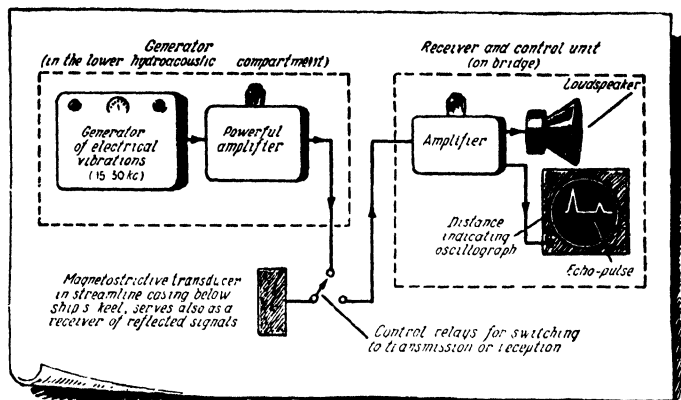 Generator
(in the lower hydroacoustic compartment)
Generator
of electrical
vibrations
(15 30 kc)
Powerful
amplifier
Receiver and control unit
(on bridge)
Loudspeaker
Amplifier
Distance
indicating
oscillograph
Echo-pulse
Magnetostrictive transducer
in streamline casing below
ship s keel, serves also as a
receiver of reflected signals
Control relays for switching
to transmission or reception